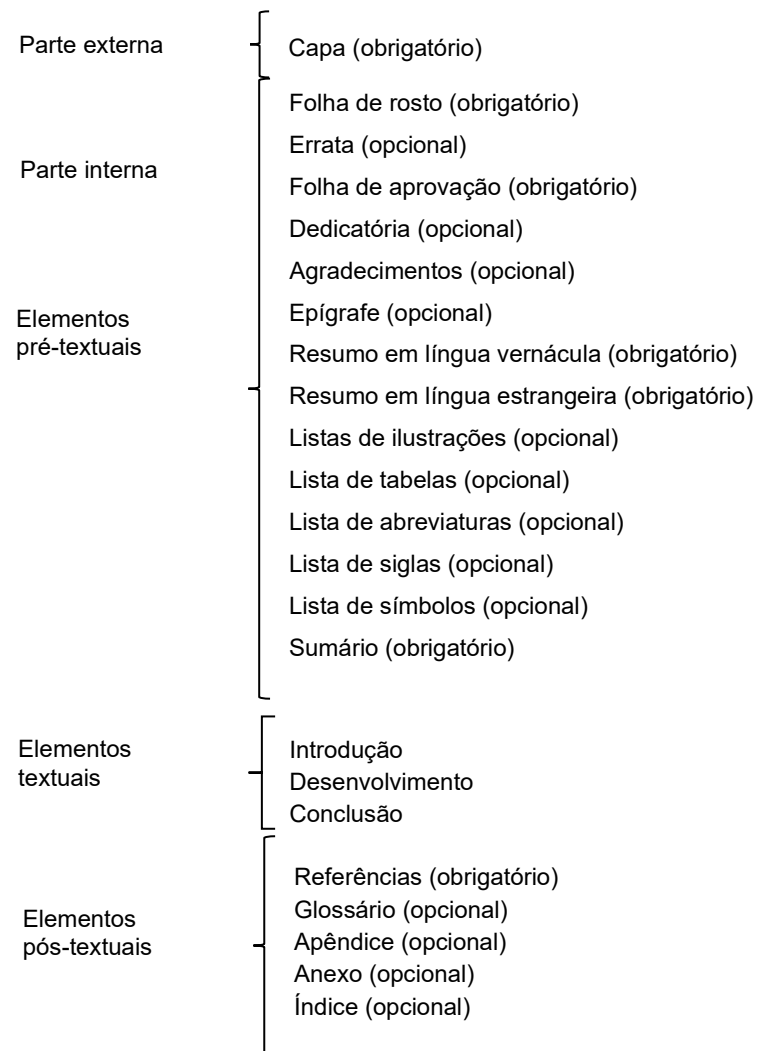 Parte externa
Capa (obrigatório)
Parte interna
Folha de rosto (obrigatório)
Errata (opcional)
Folha de aprovação (obrigatório)
Dedicatória (opcional)
Agradecimentos (opcional)
Elementos
pré-textuais
Epígrafe (opcional)
Resumo em língua vernácula (obrigatório)
Resumo em língua estrangeira (obrigatório)
Listas de ilustrações (opcional)
Lista de tabelas (opcional)
Lista de abreviaturas (opcional)
Lista de siglas (opcional)
Lista de símbolos (opcional)
Sumário (obrigatório)
Elementos
textuais
Introdução
Desenvolvimento
Conclusão
Elementos
pós-textuais
Referências (obrigatório)
Glossário (opcional)
Apêndice (opcional)
Anexo (opcional)
Índice (opcional)